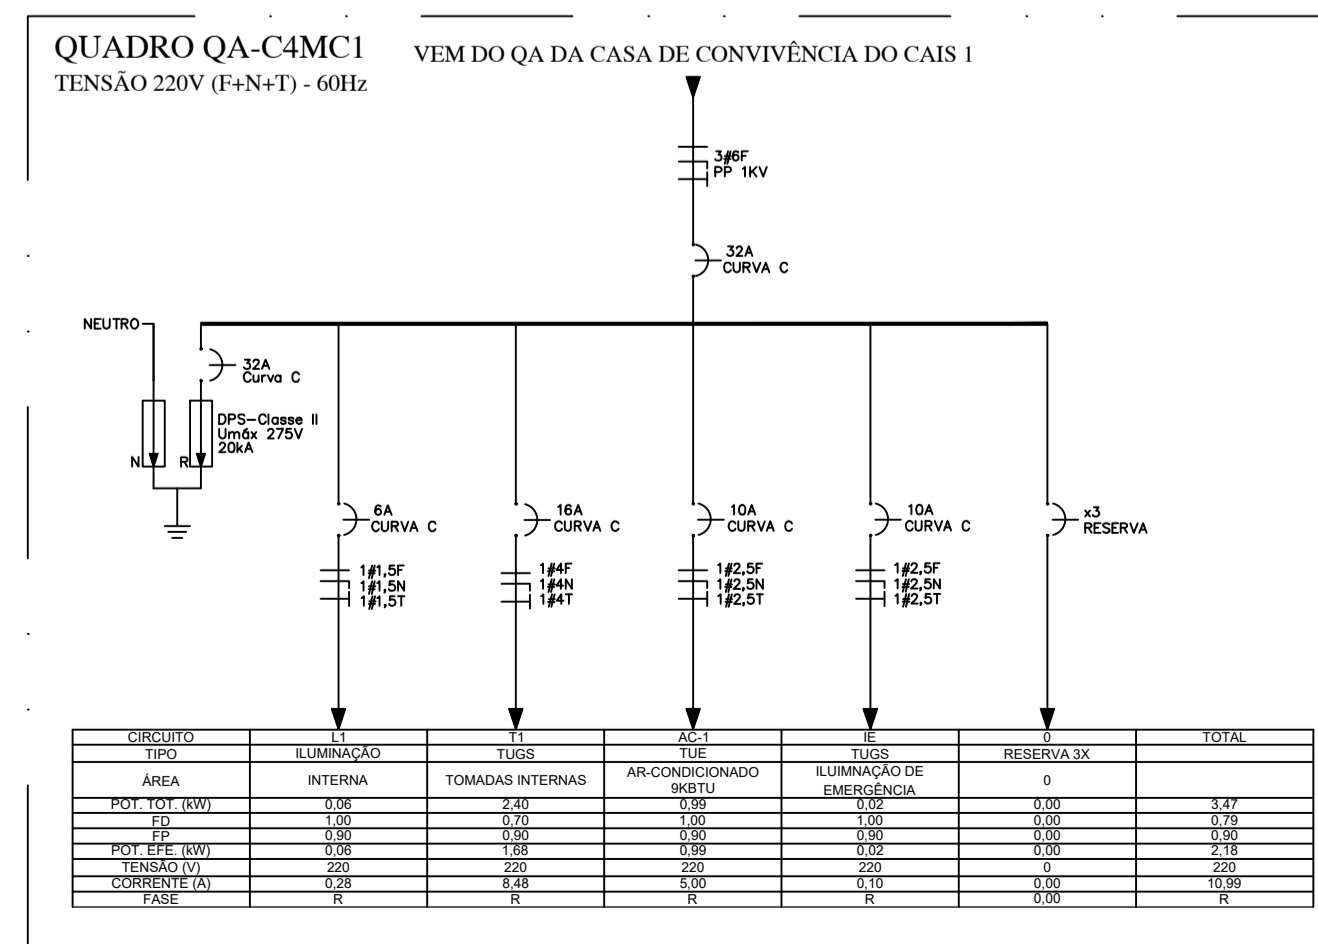 QUADRO QA-C4MC1
VEM DO QA DA CASA DE CONVIVÊNCIA DO CAIS 1
TENSÃO 220V (F+N+T) - 60Hz
3#6F
PP 1KV
32A
CURVA C
NEUTRO
32A
Curva C
DPS-Classe II
Umáx 275V
20kA
N
R
6A
CURVA C
16A
CURVA C
10A
CURVA C
10A
CURVA C
x3
RESERVA
1#1,5F
1#1,5N
1#1,5T
1#4F
1#4N
1#4T
1#2,5F
1#2,5N
1#2,5T
1#2,5F
1#2,5N
1#2,5T
CIRCUITO L1 T1 AC-1 IE 0 TOTAL
TIPO ILUMINAÇÃO TUGS TUE TUGS RESERVA 3X
ÁREA INTERNA TOMADAS INTERNAS AR-CONDICIONADO 9KBTU ILUIMNAÇÃO DE EMERGÊNCIA 0
POT. TOT. (kW) 0,06 2,40 0,99 0,02 0,00 3,47
FD 1,00 0,70 1,00 1,00 0,00 0,79
FP 0,90 0,90 0,90 0,90 0,00 0,90
POT. EFE. (kW) 0,06 1,68 0,99 0,02 0,00 2,18
TENSÃO (V) 220 220 220 220 0 220
CORRENTE (A) 0,28 8,48 5,00 0,10 0,00 10,99
FASE R R R R 0,00 R